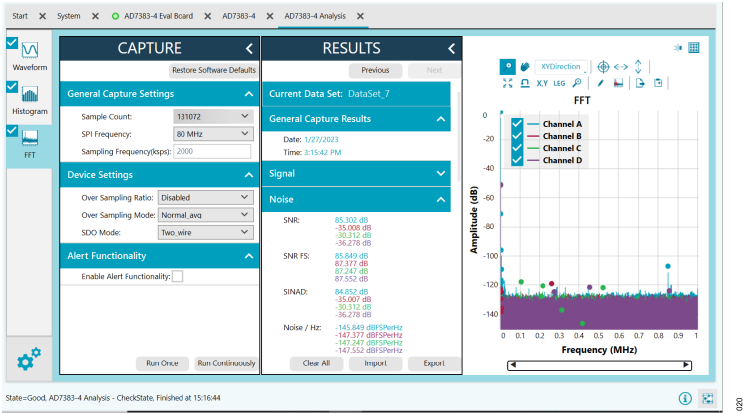 Start
System
AD7383-4 Eval Board
AD7383-4
AD7383-4 Analysis
Waveform
Histogram
FFT
CAPTURE
Restore Software Defaults
General Capture Settings
Sample Count: 131072
SPI Frequency: 80 MHz
Sampling Frequency(ksps): 2000
Device Settings
Over Sampling Ratio: Disabled
Over Sampling Mode: Normal_avg
SDO Mode: Two_wire
Alert Functionality
Enable Alert Functionality:
Run Once
Run Continuously
RESULTS
Previous
Next
Current Data Set: DataSet_7
General Capture Results
Date: 1/27/2023
Time: 3:15:42 PM
Signal
Noise
SNR: 85.302 dB
-35.008 dB
-30.312 dB
-36.278 dB
SNR FS: 85.849 dB
87.377 dB
87.247 dB
87.552 dB
SINAD: 84.852 dB
-35.007 dB
-30.312 dB
-36.278 dB
Noise / Hz: -145.849 dBFSPerHz
-147.377 dBFSPerHz
-147.247 dBFSPerHz
-147.552 dBFSPerHz
Clear All
Import
Export
XYDirection
X,Y
LEG
FFT
Channel A
Channel B
Channel C
Channel D
Amplitude (dB)
0
-20
-40
-60
-80
-100
-120
-140
0 0.1 0.2 0.3 0.4 0.5 0.6 0.7 0.8 0.9 1
Frequency (MHz)
State=Good, AD7383-4 Analysis - CheckState, Finished at 15:16:44
020